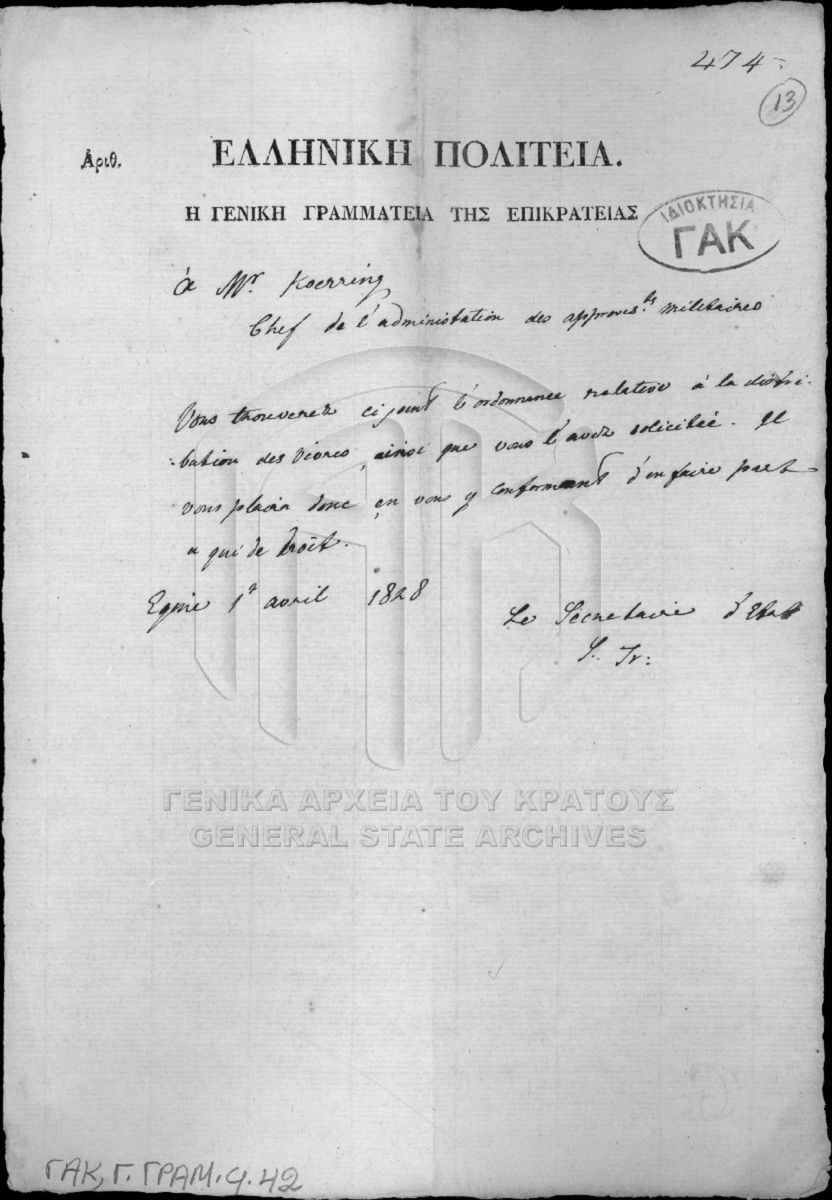 474-
13
Ἀριθ. ΕΛΛΗΝΙΚΗ ΠΟΛΙΤΕΙΑ.
Η ΓΕΝΙΚΗ ΓΡΑΜΜΑΤΕΙΑ ΤΗΣ ΕΠΙΚΡΑΤΕΙΑΣ
ΙΔΙΟΚΤΗΣΙΑ
ΓΑΚ
à Mr. Koerring
Chef de l'administation des approvis.ts militaires
Vous trouverez ci joint l'ordonnance relative à la distri-
-bution des vivres, ainsi que vous l'avez solicitée. Il
vous plaira donc en vous y conformant d'en faire part
a qui de droit.
Egine 1r avril 1828
Le Secretaire d'Etat
S. Tr:
ΓΕΝΙΚΑ ΑΡΧΕΙΑ ΤΟΥ ΚΡΑΤΟΥΣ
GENERAL STATE ARCHIVES
ΓΑΚ, Γ. ΓΡΑΜ. φ. 42